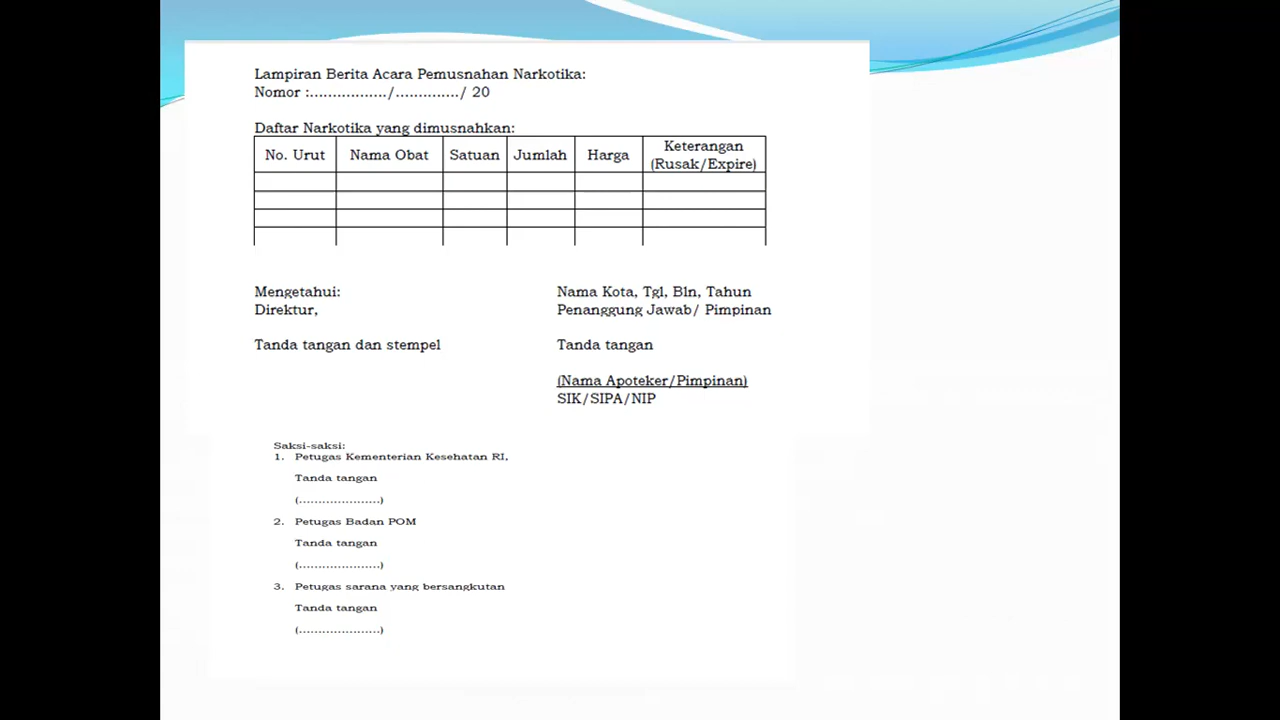 Lampiran Berita Acara Pemusnahan Narkotika:
Nomor :................./............../ 20
Daftar Narkotika yang dimusnahkan:
No. Urut Nama Obat Satuan Jumlah Harga Keterangan (Rusak/Expire)
Mengetahui: Nama Kota, Tgl, Bln, Tahun
Direktur, Penanggung Jawab/ Pimpinan
Tanda tangan dan stempel Tanda tangan
(Nama Apoteker/Pimpinan)
SIK/SIPA/NIP
Saksi-saksi:
1. Petugas Kementerian Kesehatan RI,
Tanda tangan
(.....................)
2. Petugas Badan POM
Tanda tangan
(.....................)
3. Petugas sarana yang bersangkutan
Tanda tangan
(.....................)